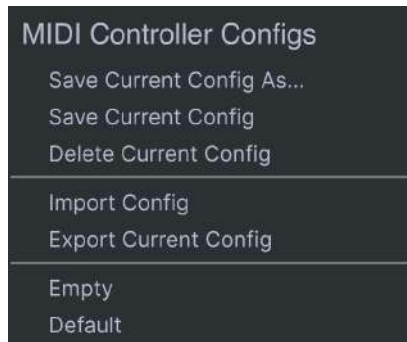 MIDI Controller Configs
Save Current Config As...
Save Current Config
Delete Current Config
Import Config
Export Current Config
Empty
Default